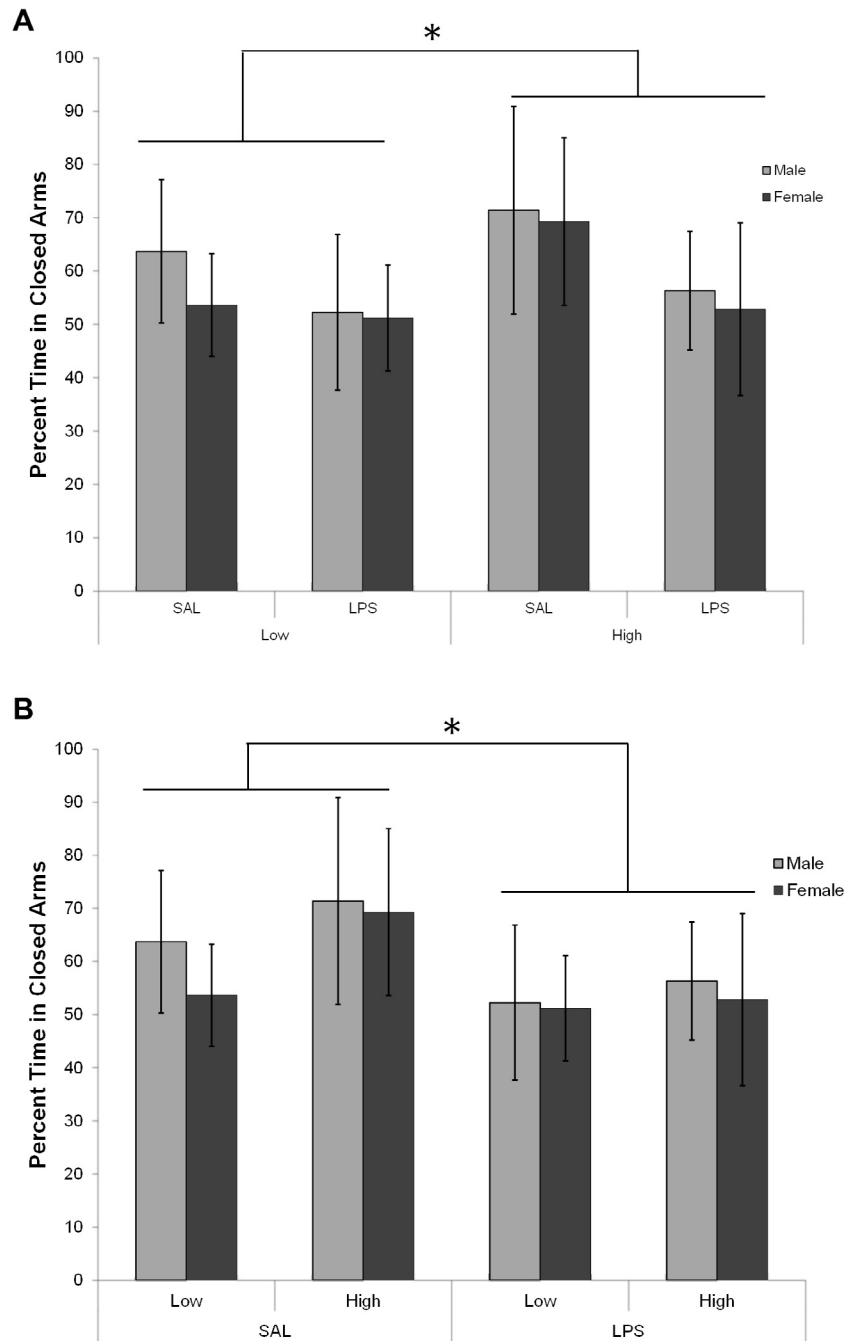 A
*
100
90
80
70
60
50
40
30
20
10
0
Percent Time in Closed Arms
Male
Female
SAL LPS SAL LPS
Low High
B
*
100
90
80
70
60
50
40
30
20
10
0
Percent Time in Closed Arms
Male
Female
Low High Low High
SAL LPS